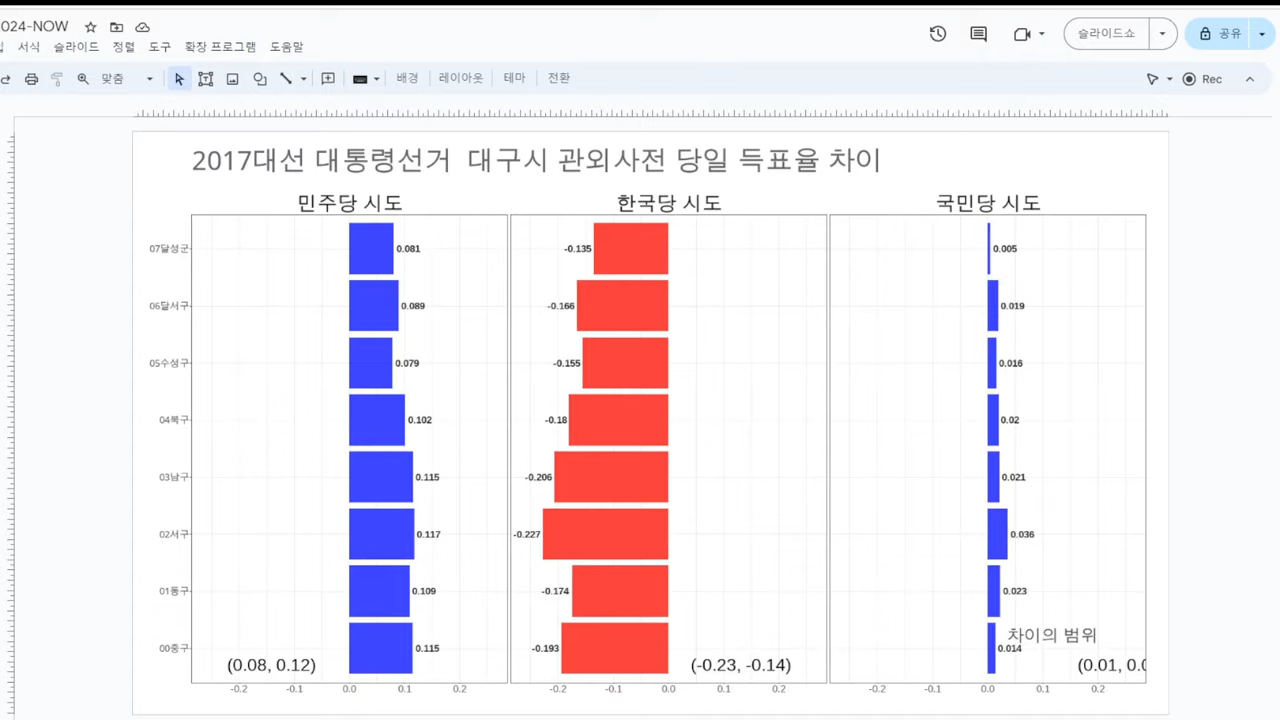 024-NOW
서식 슬라이드 정렬 도구 확장 프로그램 도움말
슬라이드쇼
공유
맞춤
배경 레이아웃 테마 전환
Rec
2017대선 대통령선거 대구시 관외사전 당일 득표율 차이
민주당 시도 한국당 시도 국민당 시도
07달성군 0.081 -0.135 0.005
06달서구 0.089 -0.166 0.019
05수성구 0.079 -0.155 0.016
04북구 0.102 -0.18 0.02
03남구 0.115 -0.206 0.021
02서구 0.117 -0.227 0.036
01동구 0.109 -0.174 0.023
차이의 범위
00중구 0.115 -0.193 0.014
(0.08, 0.12) (-0.23, -0.14) (0.01, 0.0
-0.2 -0.1 0.0 0.1 0.2 -0.2 -0.1 0.0 0.1 0.2 -0.2 -0.1 0.0 0.1 0.2